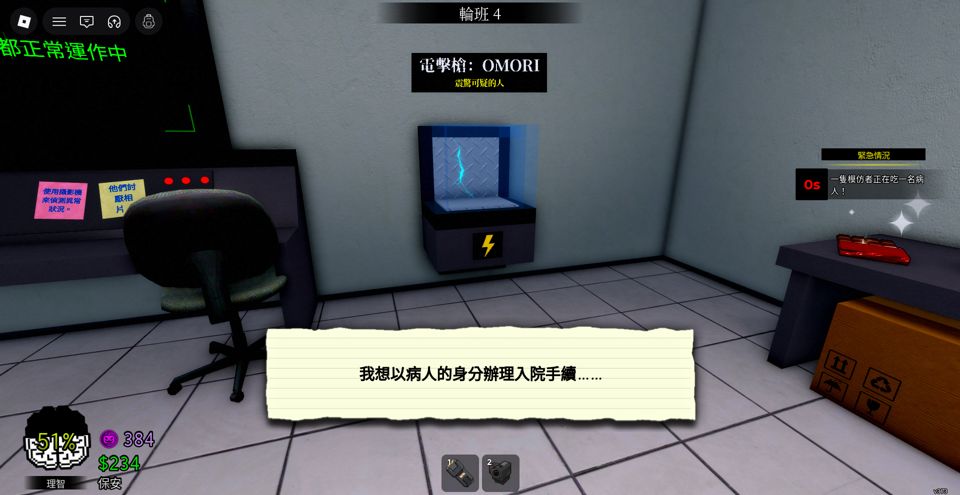 輪班 4
都正常運作中
電擊槍: OMORI
震驚可疑的人
緊急情況
0s
一隻模仿者正在吃一名病
人！
使用攝影機
來偵測異常
狀況。
他們討
厭相
片
我想以病人的身分辦理入院手續……
51%
384
$234
理智
保安
1
2